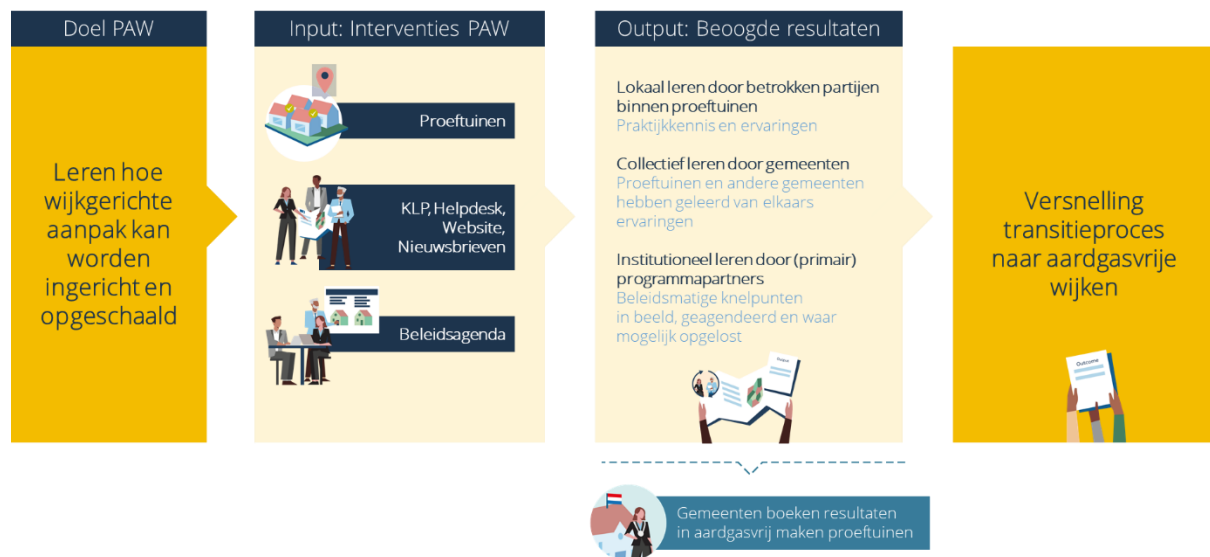 Doel PAW
Leren hoe
wijkgerichte
aanpak kan
worden
ingericht en
opgeschaald
Input: Interventies PAW
Proeftuinen
KLP, Helpdesk,
Website,
Nieuwsbrieven
Beleidsagenda
Output: Beoogde resultaten
Lokaal leren door betrokken partijen
binnen proeftuinen
Praktijkkennis en ervaringen
Collectief leren door gemeenten
Proeftuinen en andere gemeenten
hebben geleerd van elkaars
ervaringen
Institutioneel leren door (primair)
programmapartners
Beleidsmatige knelpunten
in beeld, geagendeerd en waar
mogelijk opgelost
Output
Gemeenten boeken resultaten
in aardgasvrij maken proeftuinen
Versnelling
transitieproces
naar aardgasvrije
wijken
Outcome